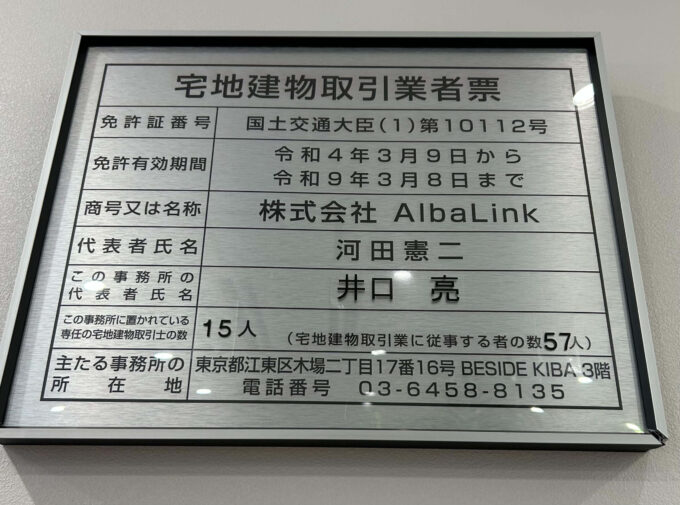 宅地建物取引業者票
免許証番号 国土交通大臣(1)第10112号
免許有効期間 令和4年3月9日から
令和9年3月8日まで
商号又は名称 株式会社 AlbaLink
代表者氏名 河田憲二
この事務所の
代表者氏名 井口 亮
この事務所に置かれている
専任の宅地建物取引士の数 15人 (宅地建物取引業に従事する者の数57人)
主たる事務所の
所在地 東京都江東区木場二丁目17番16号 BESIDE KIBA 3階
電話番号 03-6458-8135